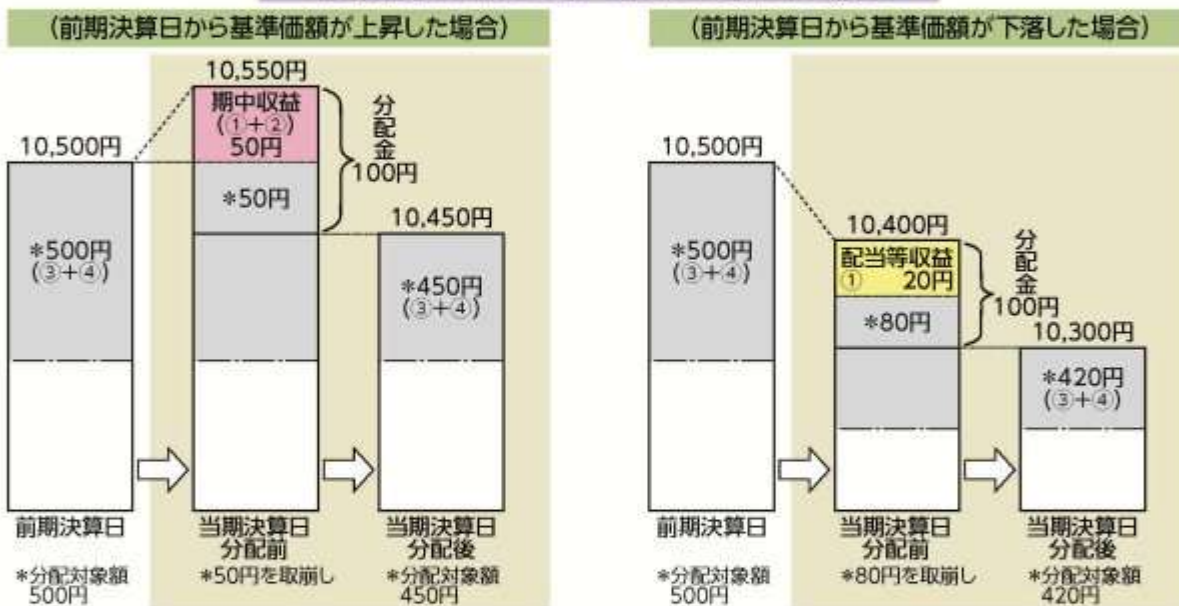 (前期決算日から基準価額が上昇した場合)
10,550円
期中収益
(①+②)
50円
*50円
分配金
100円
10,500円
*500円
(③+④)
10,450円
*450円
(③+④)
前期決算日
*分配対象額
500円
当期決算日
分配前
*50円を取崩し
当期決算日
分配後
*分配対象額
450円
(前期決算日から基準価額が下落した場合)
10,500円
*500円
(③+④)
10,400円
配当等収益
① 20円
*80円
分配金
100円
10,300円
*420円
(③+④)
前期決算日
*分配対象額
500円
当期決算日
分配前
*80円を取崩し
当期決算日
分配後
*分配対象額
420円